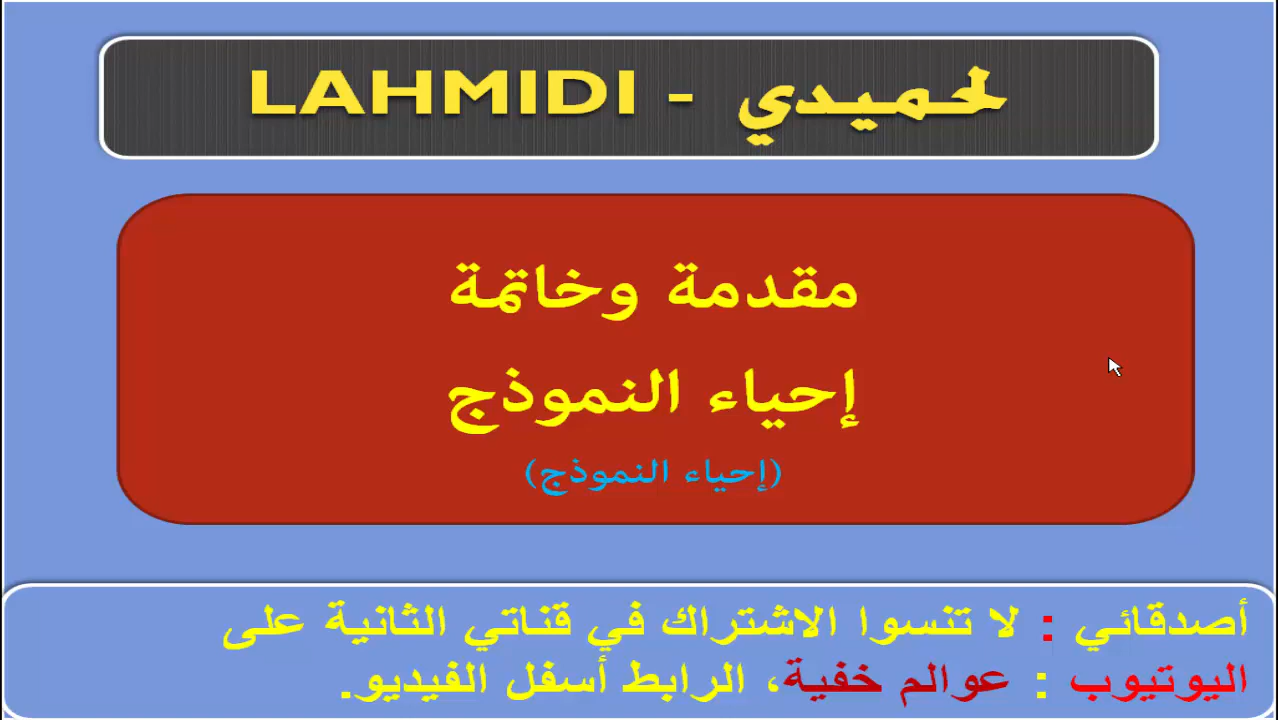 لحميدي - LAHMIDI
مقدمة وخاتمة
إحياء النموذج
(إحياء النموذج)
أصدقائي : لا تنسوا الاشتراك في قناتي الثانية على
اليوتيوب : عوالم خفية، الرابط أسفل الفيديو.